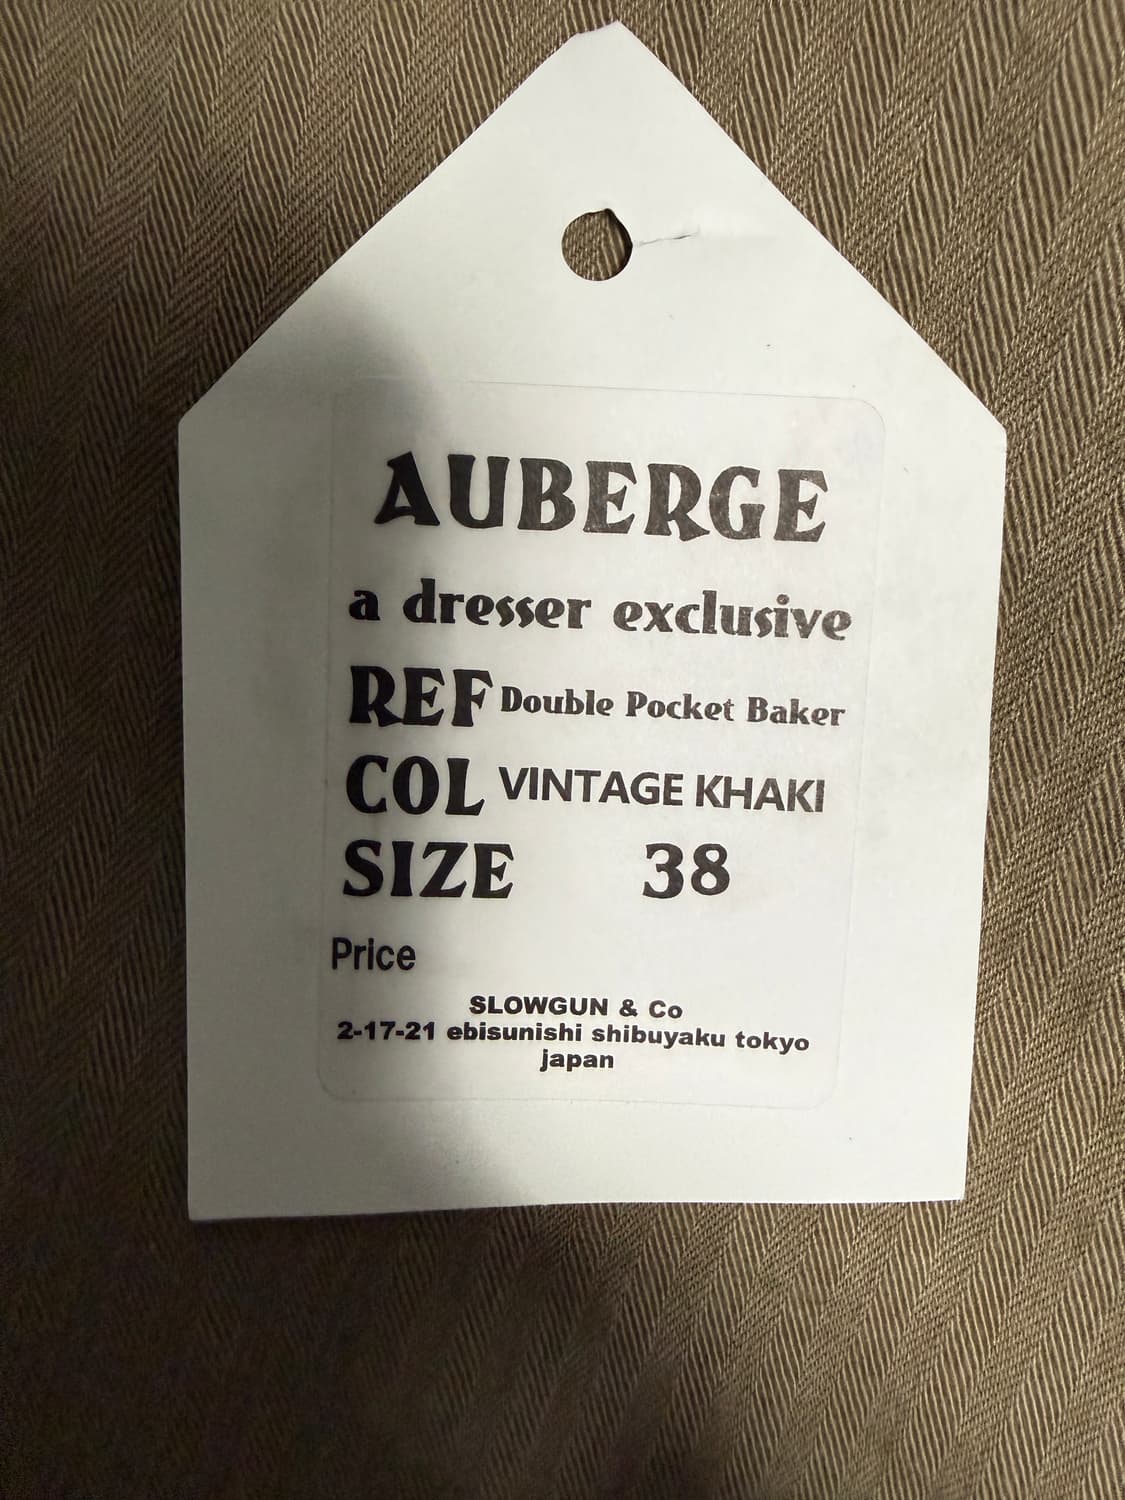 AUBERGE
a dresser exclusive
REF Double Pocket Baker
COL VINTAGE KHAKI
SIZE 38
Price
SLOWGUN & Co
2-17-21 ebisunishi shibuyaku tokyo
japan